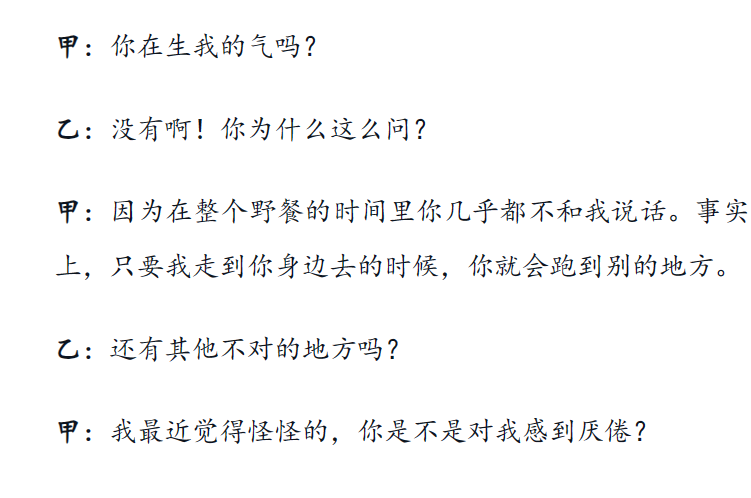 甲：你在生我的气吗？
乙：没有啊！你为什么这么问？
甲：因为在整个野餐的时间里你几乎都不和我说话。事实
上，只要我走到你身边去的时候，你就会跑到别的地方。
乙：还有其他不对的地方吗？
甲：我最近觉得怪怪的，你是不是对我感到厌倦？